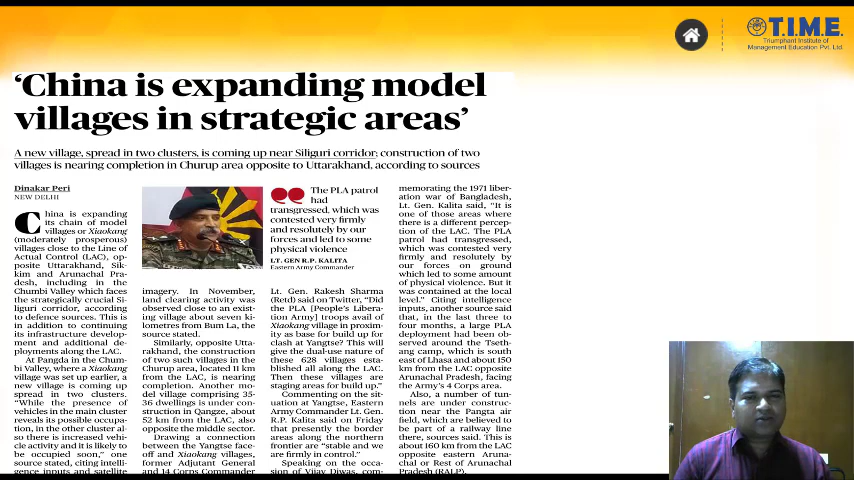 T.I.M.E.
Triumphant Institute of
Management Education Pvt. Ltd.
‘China is expanding model
villages in strategic areas’
A new village, spread in two clusters, is coming up near Siliguri corridor; construction of two
villages is nearing completion in Churup area opposite to Uttarakhand, according to sources
Dinakar Peri
NEW DELHI
China is expanding
its chain of model
villages or Xiaokang
(moderately prosperous)
villages close to the Line of
Actual Control (LAC), op-
posite Uttarakhand, Sik-
kim and Arunachal Pra-
desh, including in the
Chumbi Valley which faces
the strategically crucial Si-
liguri corridor, according
to defence sources. This is
in addition to continuing
its infrastructure develop-
ment and additional de-
ployments along the LAC.
At Pangda in the Chum-
bi Valley, where a Xiaokang
village was set up earlier, a
new village is coming up
spread in two clusters.
“While the presence of
vehicles in the main cluster
reveals its possible occupa-
tion, in the other cluster al-
so there is increased vehi-
cle activity and it is likely to
be occupied soon,” one
source stated, citing intelli-
gence inputs and satellite
imagery. In November,
land clearing activity was
observed close to an exist-
ing village about seven ki-
lometres from Bum La, the
source stated.
Similarly, opposite Utta-
rakhand, the construction
of two such villages in the
Churup area, located 11 km
from the LAC, is nearing
completion. Another mo-
del village comprising 35-
36 dwellings is under con-
struction in Qangze, about
52 km from the LAC, also
opposite the middle sector.
Drawing a connection
between the Yangtse face-
off and Xiaokang villages,
former Adjutant General
and 14 Corps Commander
The PLA patrol
had
transgressed, which was
contested very firmly
and resolutely by our
forces and led to some
physical violence
LT. GEN R.P. KALITA
Eastern Army Commander
Lt. Gen. Rakesh Sharma
(Retd) said on Twitter, “Did
the PLA [People's Libera-
tion Army] troops avail of
Xiaokang village in proxim-
ity as base for build up for
clash at Yangtse? This will
give the dual-use nature of
these 628 villages estab-
lished all along the LAC.
Then these villages are
staging areas for build up.”
Commenting on the sit-
uation at Yangtse, Eastern
Army Commander Lt. Gen.
R.P. Kalita said on Friday
that presently the border
areas along the northern
frontier are “stable and we
are firmly in control.”
Speaking on the occa-
sion of Vijay Diwas, com-
memorating the 1971 liber-
ation war of Bangladesh,
Lt. Gen. Kalita said, “It is
one of those areas where
there is a different percep-
tion of the LAC. The PLA
patrol had transgressed,
which was contested very
firmly and resolutely by
our forces on ground
which led to some amount
of physical violence. But it
was contained at the local
level.” Citing intelligence
inputs, another source said
that, in the last three to
four months, a large PLA
deployment had been ob-
served around the Tseth-
ang camp, which is south
east of Lhasa and about 150
km from the LAC opposite
Arunachal Pradesh, facing
the Army's 4 Corps area.
Also, a number of tun-
nels are under construc-
tion near the Pangta air
field, which are believed to
be part of a railway line
there, sources said. This is
about 160 km from the LAC
opposite eastern Aruna-
chal or Rest of Arunachal
Pradesh (RALP).